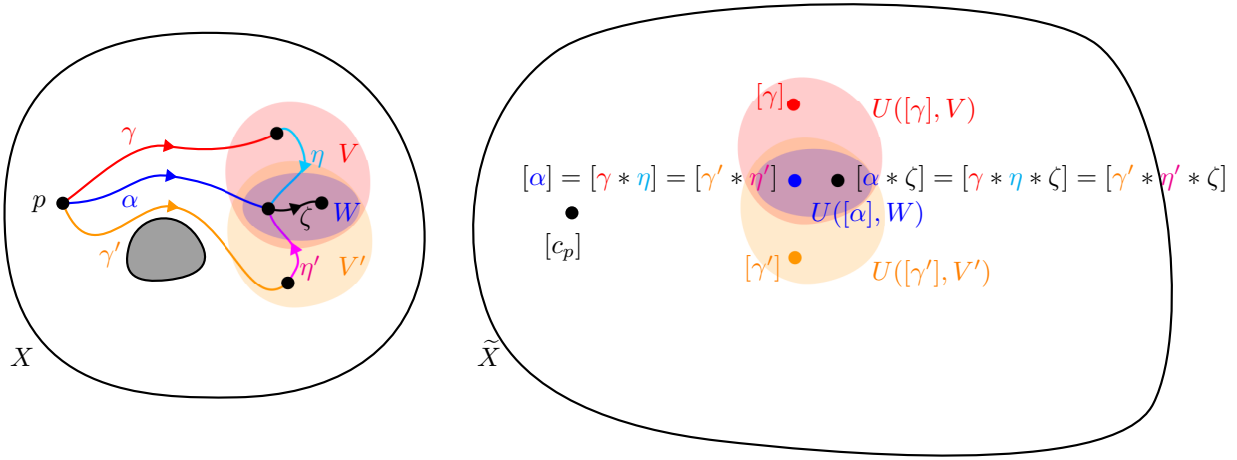 γ
η
V
p
α
ζ
W
γ′
η′
V′
X
[γ]
U([γ], V)
[α] = [γ ∗ η] = [γ′ ∗ η′]
[α ∗ ζ] = [γ ∗ η ∗ ζ] = [γ′ ∗ η′ ∗ ζ]
U([α], W)
[c_p]
[γ′]
U([γ′], V′)
X̃